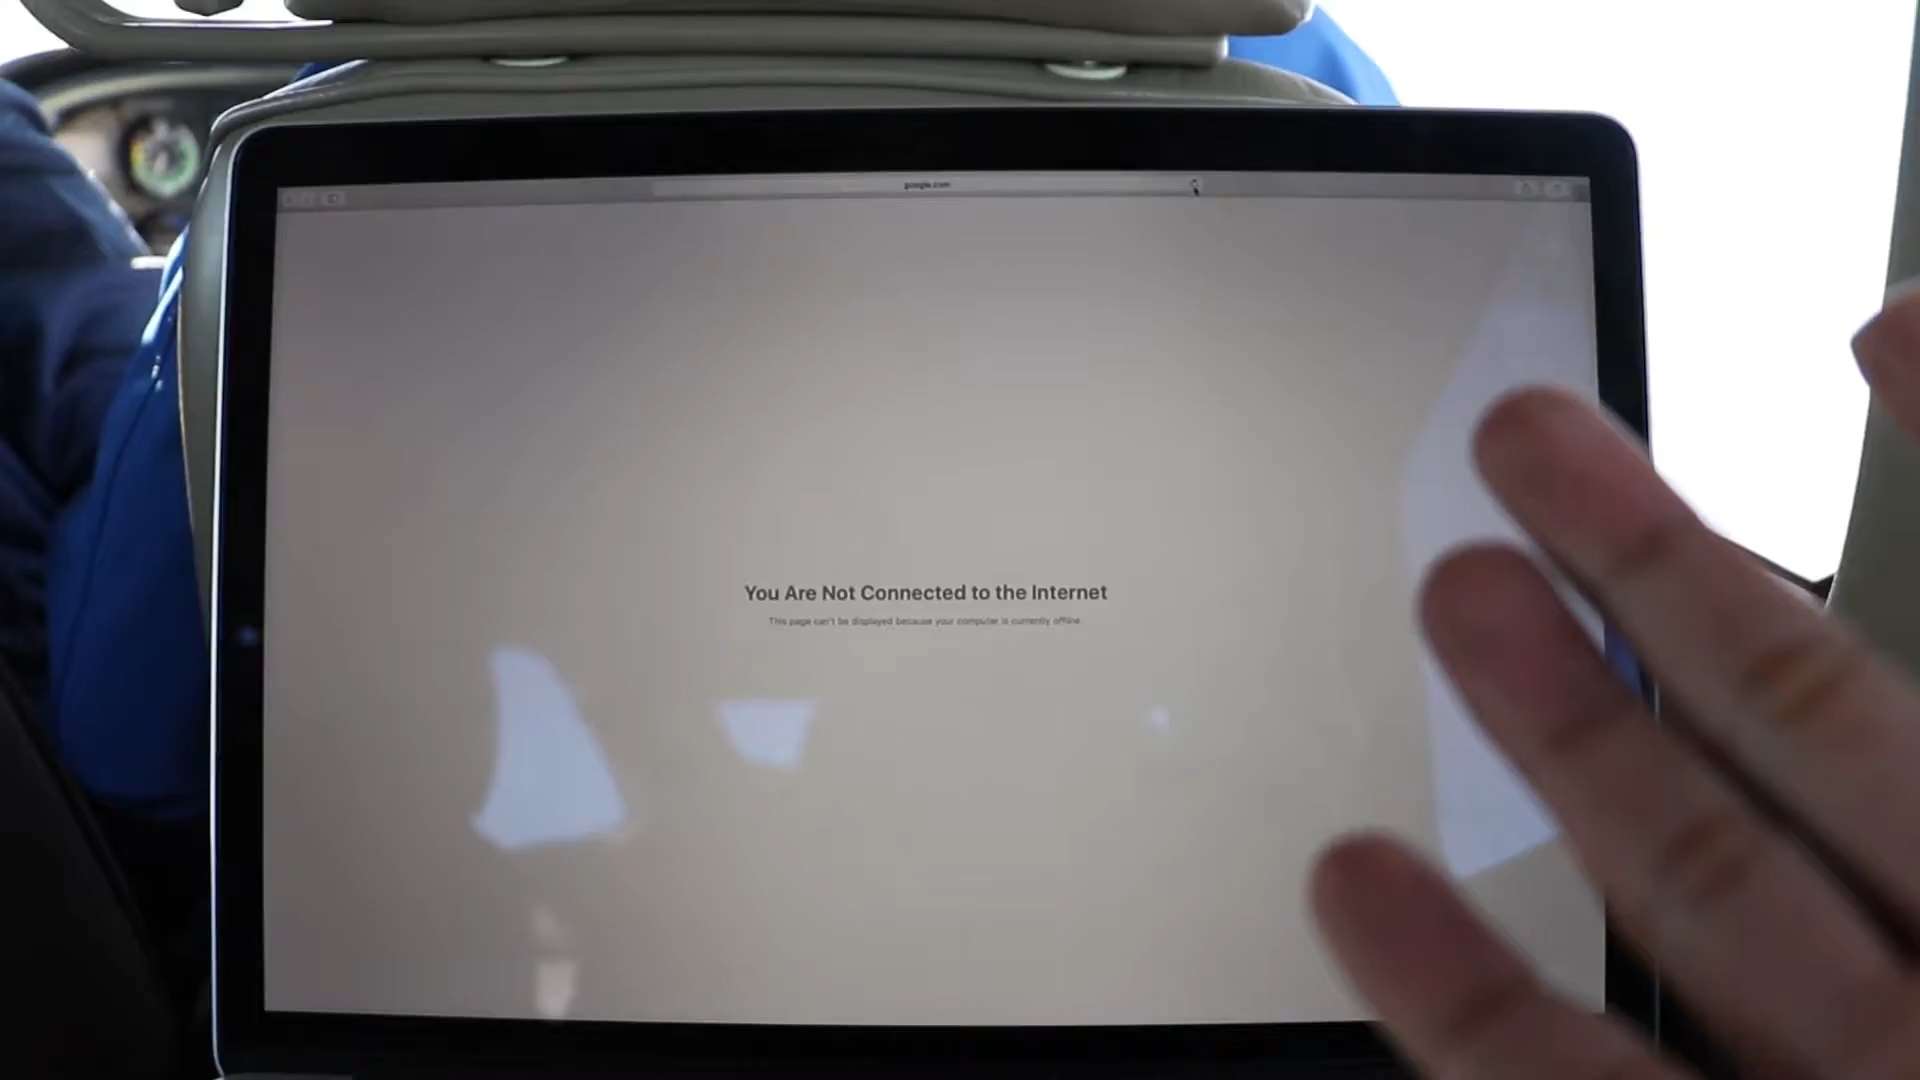 google.com
You Are Not Connected to the Internet
This page can't be displayed because your computer is currently offline.